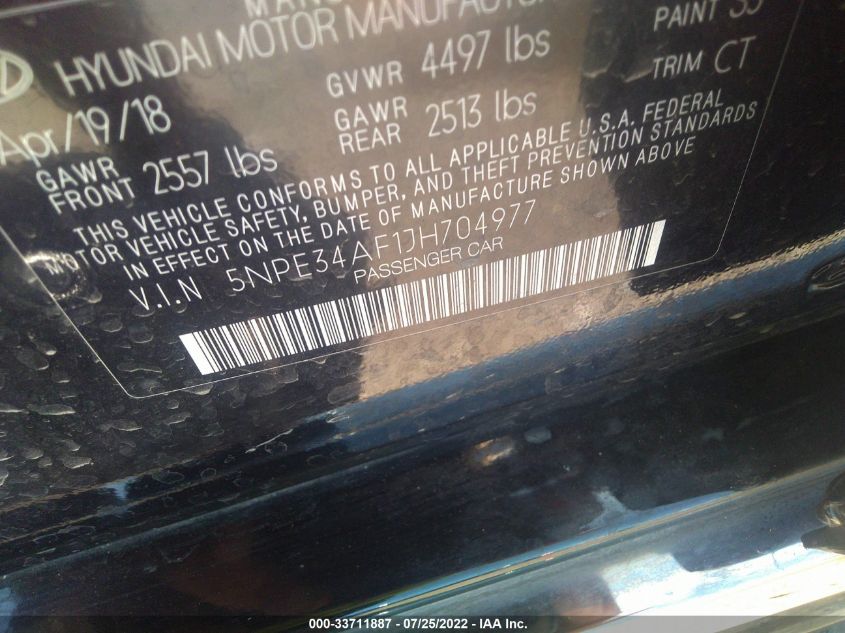 HYUNDAI MOTOR MANUFACTUR
Apr/19/18 GVWR 4497 lbs PAINT
GAWR FRONT 2557 lbs GAWR REAR 2513 lbs TRIM CT
THIS VEHICLE CONFORMS TO ALL APPLICABLE U.S.A. FEDERAL
MOTOR VEHICLE SAFETY, BUMPER, AND THEFT PREVENTION STANDARDS
IN EFFECT ON THE DATE OF MANUFACTURE SHOWN ABOVE
V.I.N 5NPE34AF1JH704977
PASSENGER CAR
000-33711887 - 07/25/2022 - IAA Inc.